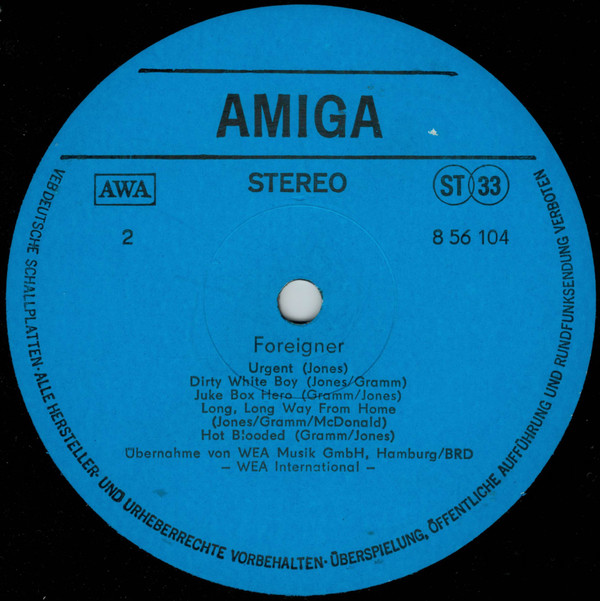 AMIGA
AWA
STEREO
ST 33
2
8 56 104
Foreigner
Urgent (Jones)
Dirty White Boy (Jones/Gramm)
Juke Box Hero (Gramm/Jones)
Long, Long Way From Home
(Jones/Gramm/McDonald)
Hot Blooded (Gramm/Jones)
Übernahme von WEA Musik GmbH, Hamburg/BRD
– WEA International –
VEB DEUTSCHE SCHALLPLATTEN · ALLE HERSTELLER- UND URHEBERRECHTE VORBEHALTEN · ÜBERSPIELUNG, ÖFFENTLICHE AUFFÜHRUNG UND RUNDFUNKSENDUNG VERBOTEN